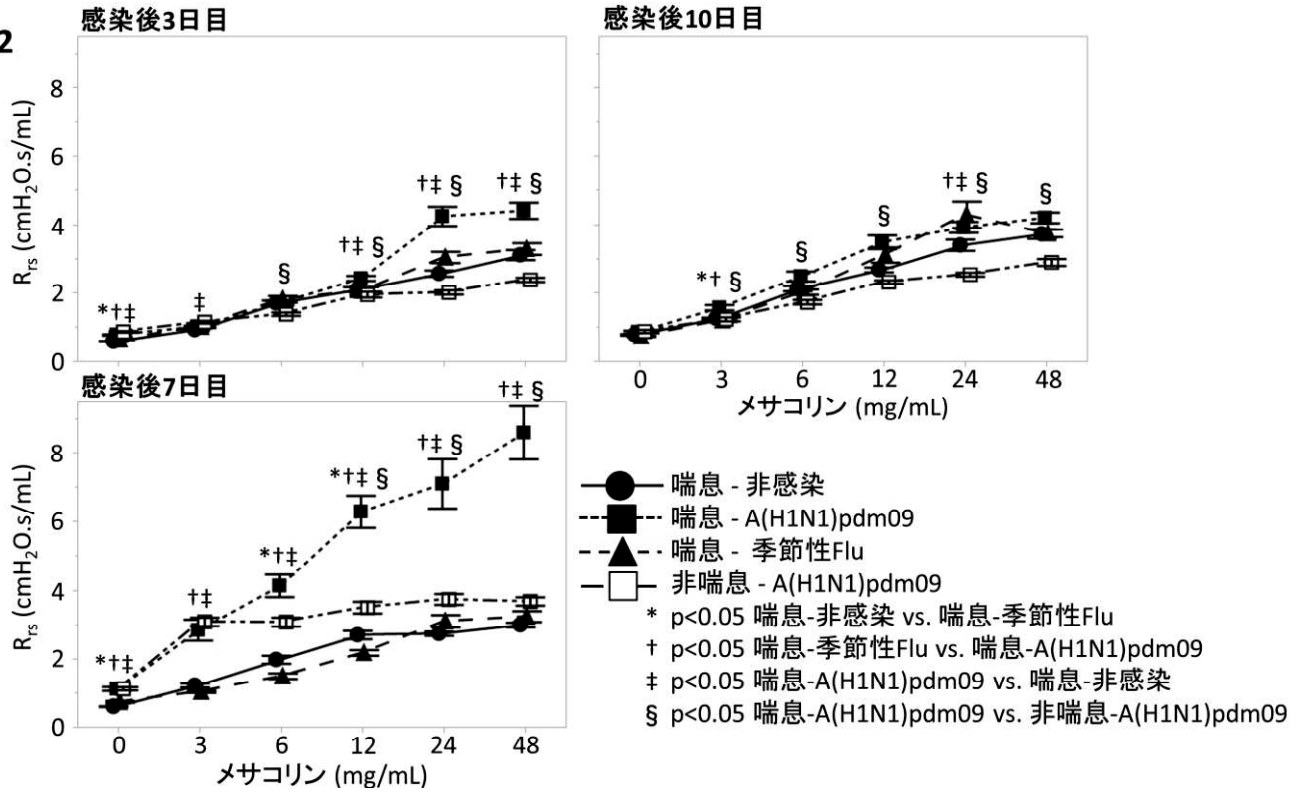 2
感染後3日目
R_rs (cmH2O.s/mL)
8
6
4
2
0
*†‡
‡
§
†‡ §
†‡ §
†‡ §
感染後10日目
*† §
§
§
†‡ §
§
0 3 6 12 24 48
メサコリン (mg/mL)
感染後7日目
R_rs (cmH2O.s/mL)
8
6
4
2
0
*†‡
†‡
*†‡
*†‡ §
†‡ §
†‡ §
0 3 6 12 24 48
メサコリン (mg/mL)
喘息 - 非感染
喘息 - A(H1N1)pdm09
喘息 - 季節性Flu
非喘息 - A(H1N1)pdm09
* p<0.05 喘息-非感染 vs. 喘息-季節性Flu
† p<0.05 喘息-季節性Flu vs. 喘息-A(H1N1)pdm09
‡ p<0.05 喘息-A(H1N1)pdm09 vs. 喘息-非感染
§ p<0.05 喘息-A(H1N1)pdm09 vs. 非喘息-A(H1N1)pdm09